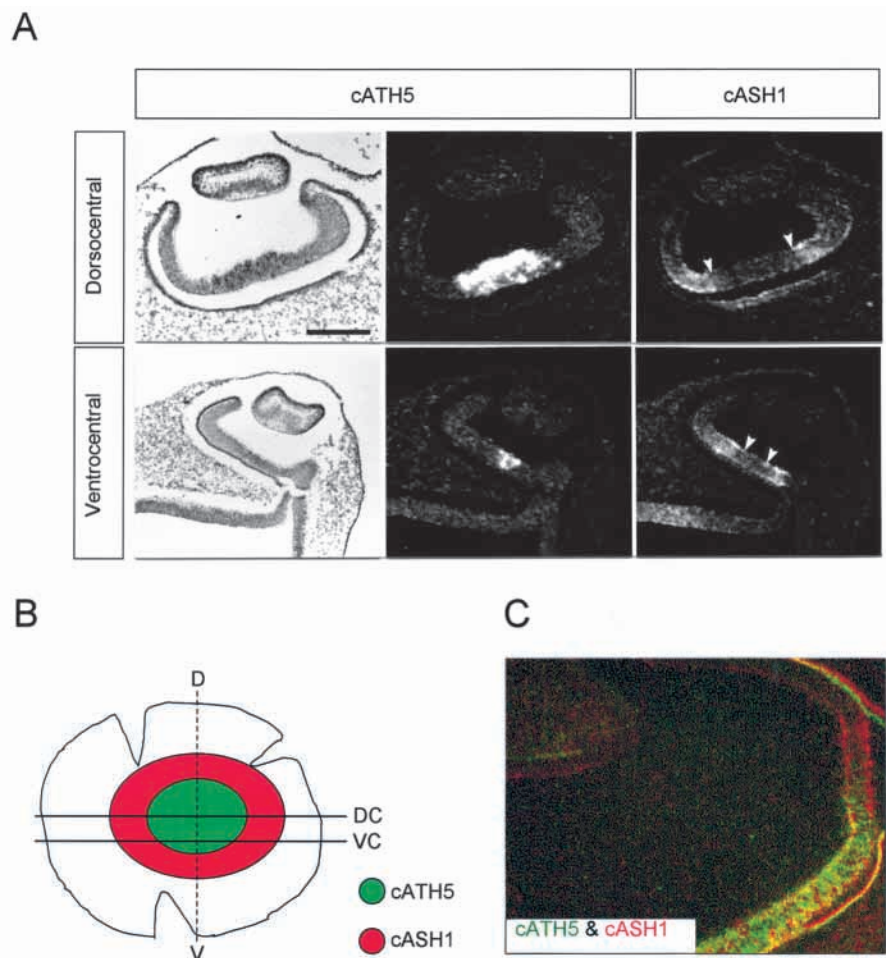 A
cATH5
cASH1
Dorsocentral
Ventrocentral
B
D
DC
VC
V
cATH5
cASH1
C
cATH5 & cASH1